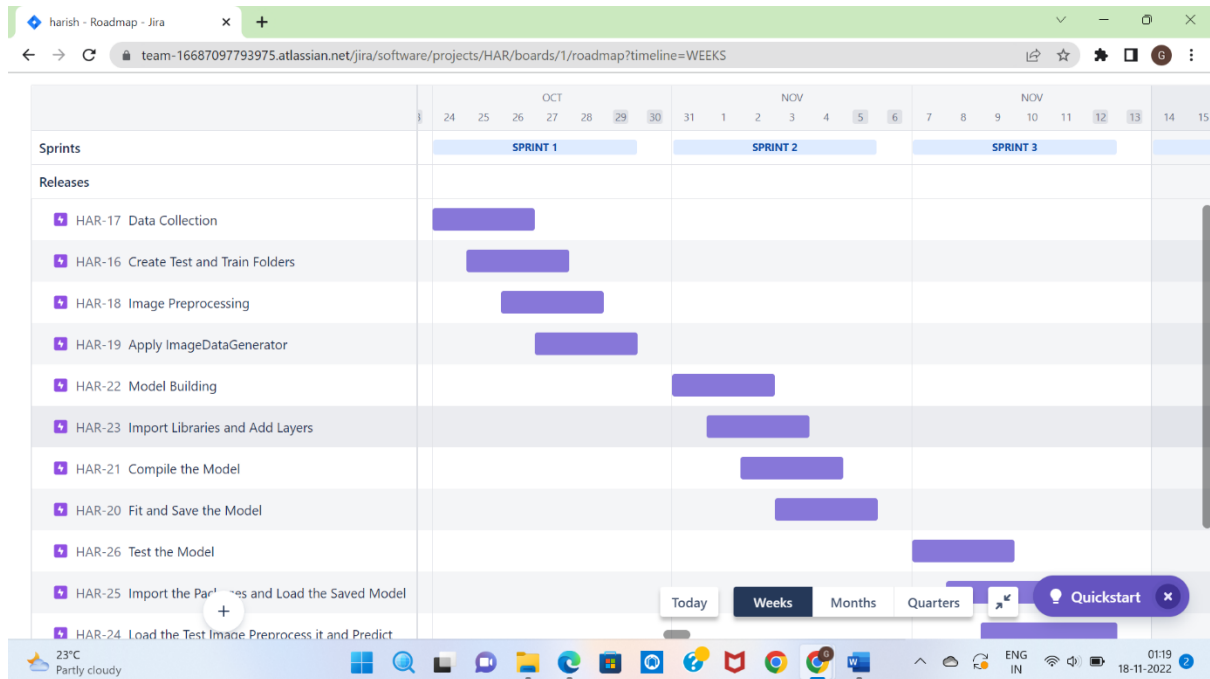 harish - Roadmap - Jira
team-16687097793975.atlassian.net/jira/software/projects/HAR/boards/1/roadmap?timeline=WEEKS
G
OCT NOV NOV
24 25 26 27 28 29 30 31 1 2 3 4 5 6 7 8 9 10 11 12 13 14 15
Sprints SPRINT 1 SPRINT 2 SPRINT 3
Releases
HAR-17 Data Collection
HAR-16 Create Test and Train Folders
HAR-18 Image Preprocessing
HAR-19 Apply ImageDataGenerator
HAR-22 Model Building
HAR-23 Import Libraries and Add Layers
HAR-21 Compile the Model
HAR-20 Fit and Save the Model
HAR-26 Test the Model
HAR-25 Import the and Load the Saved Model
Today Weeks Months Quarters Quickstart
HAR-24 Load the Test Image Preprocess it and Predict
23°C ENG 01:19
Partly cloudy IN 18-11-2022 2